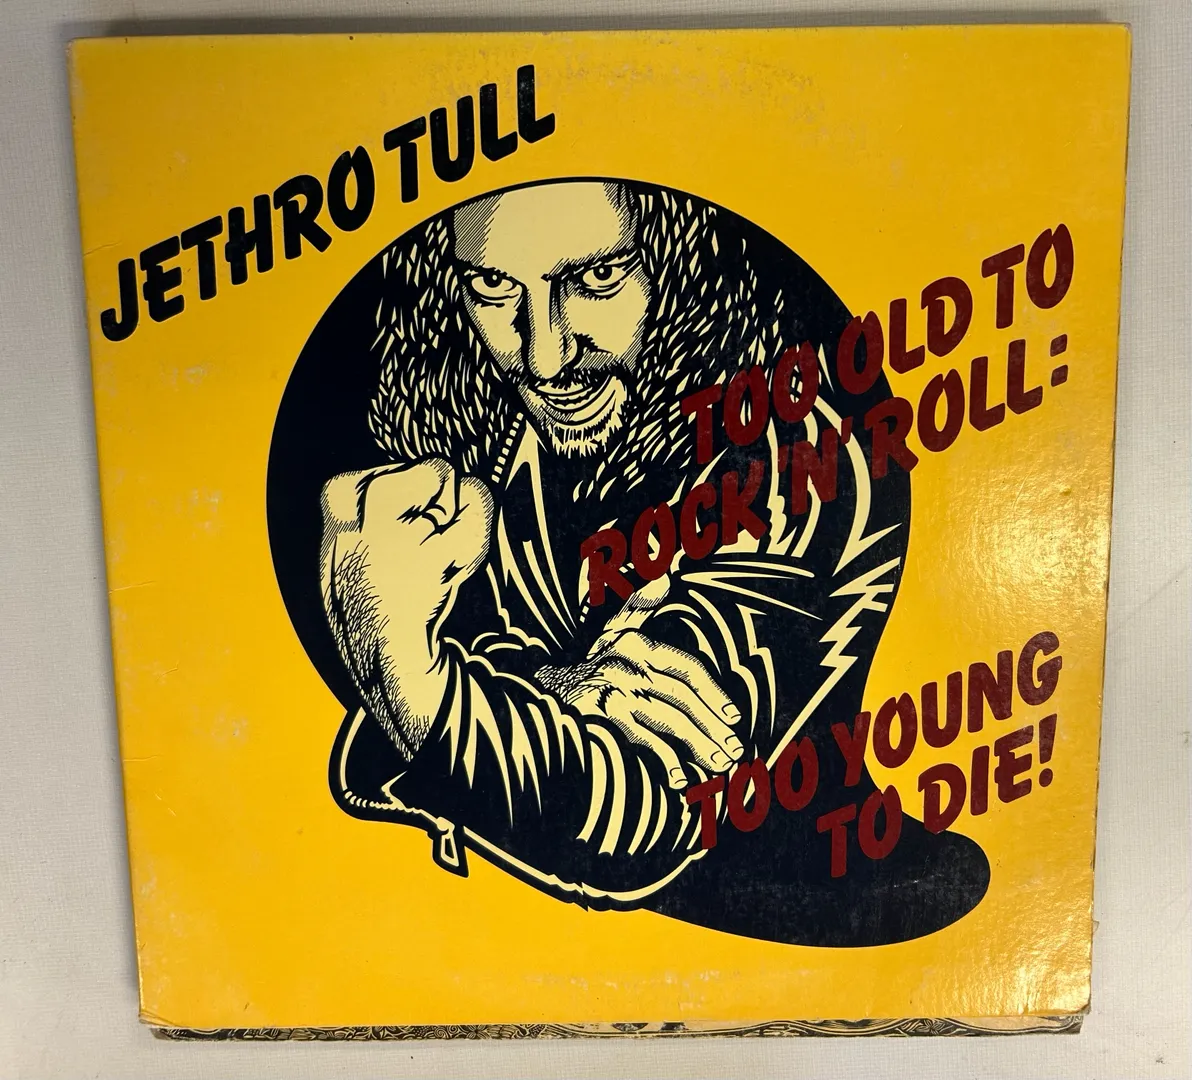 JETHRO TULL
TOO OLD TO
ROCK 'N' ROLL:
TOO YOUNG
TO DIE!